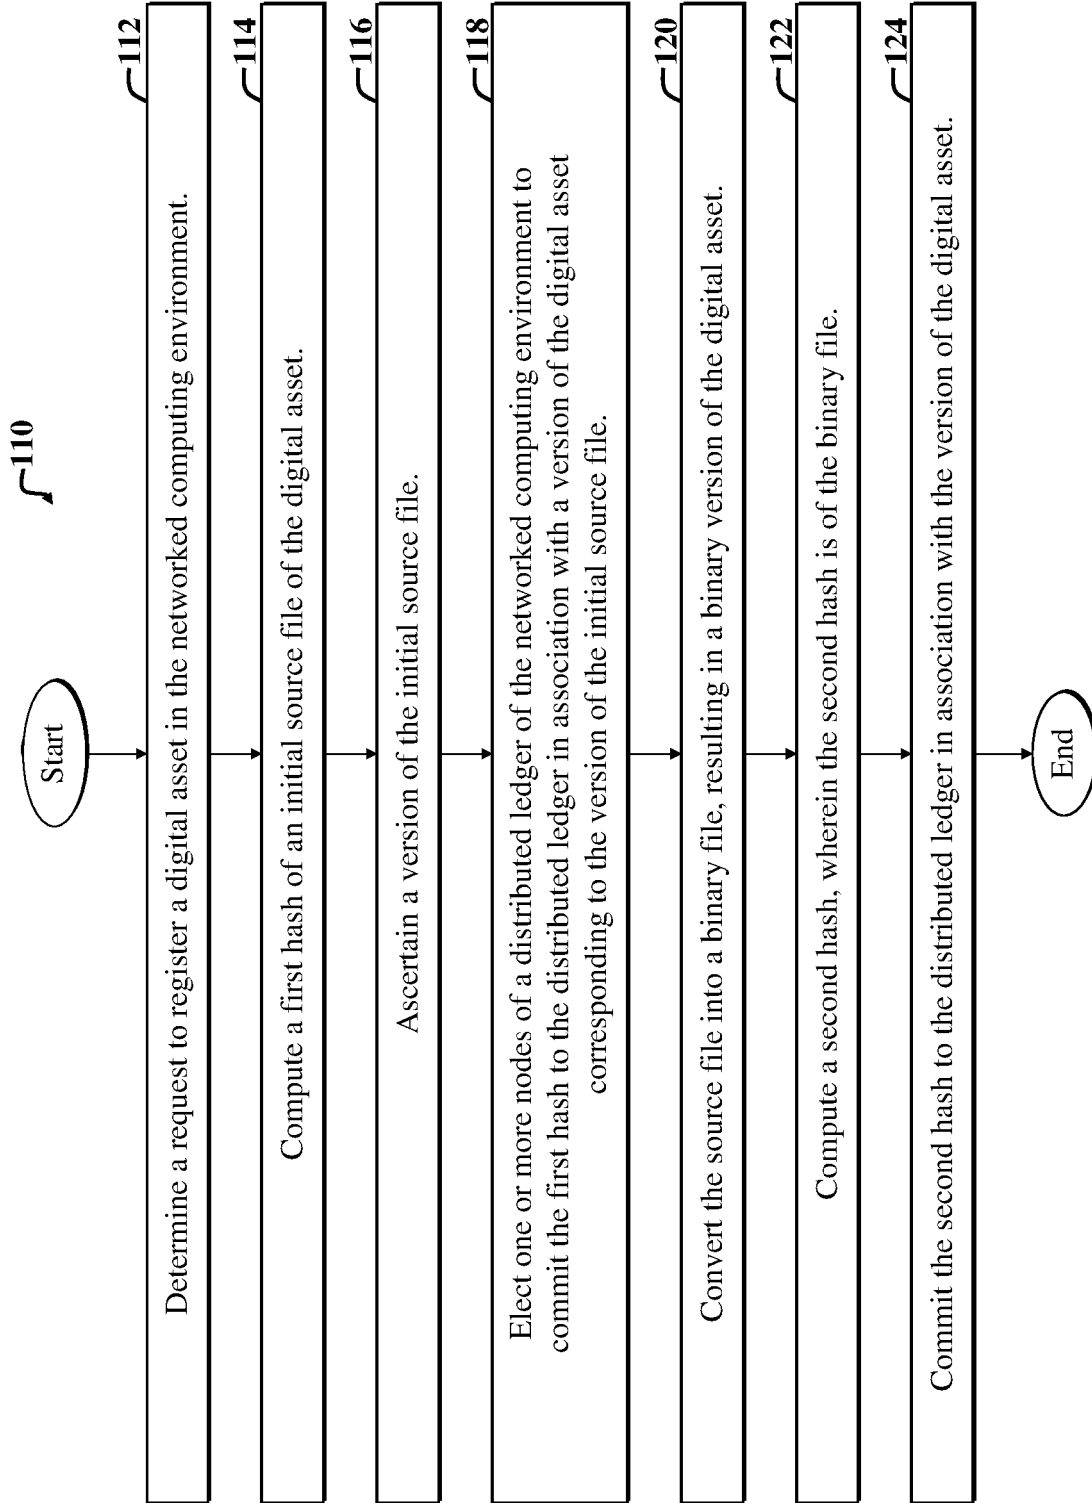 110
Start
112
Determine a request to register a digital asset in the networked computing environment.
114
Compute a first hash of an initial source file of the digital asset.
116
Ascertain a version of the initial source file.
118
Elect one or more nodes of a distributed ledger of the networked computing environment to
commit the first hash to the distributed ledger in association with a version of the digital asset
corresponding to the version of the initial source file.
120
Convert the source file into a binary file, resulting in a binary version of the digital asset.
122
Compute a second hash, wherein the second hash is of the binary file.
124
Commit the second hash to the distributed ledger in association with the version of the digital asset.
End